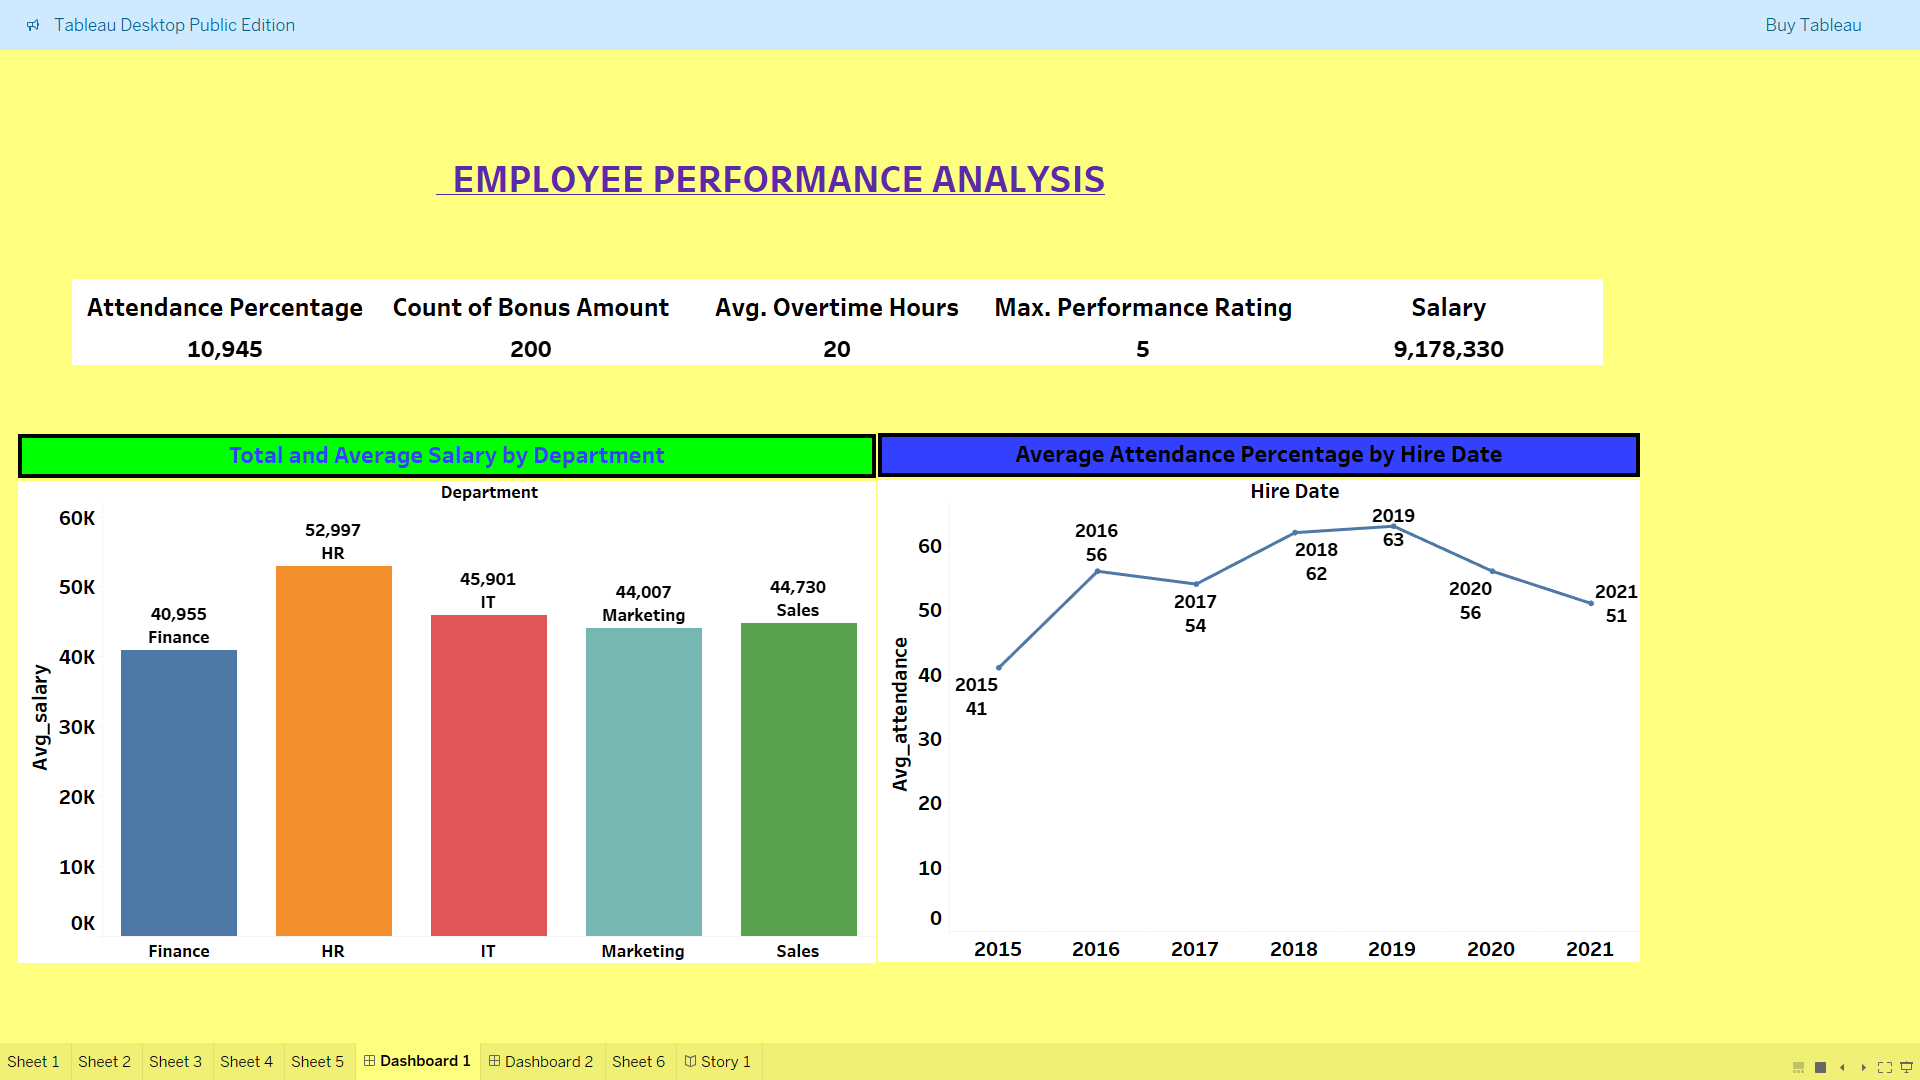 Tableau Desktop Public Edition
Buy Tableau
EMPLOYEE PERFORMANCE ANALYSIS
Attendance Percentage Count of Bonus Amount Avg. Overtime Hours Max. Performance Rating Salary
10,945 200 20 5 9,178,330
Total and Average Salary by Department
Department
60K
50K
40K
30K
20K
10K
0K
Avg_salary
40,955
Finance
52,997
HR
45,901
IT
44,007
Marketing
44,730
Sales
Finance HR IT Marketing Sales
Average Attendance Percentage by Hire Date
Hire Date
60
50
40
30
20
10
0
Avg_attendance
2015
41
2016
56
2017
54
2018
62
2019
63
2020
56
2021
51
2015 2016 2017 2018 2019 2020 2021
Sheet 1 Sheet 2 Sheet 3 Sheet 4 Sheet 5 Dashboard 1 Dashboard 2 Sheet 6 Story 1